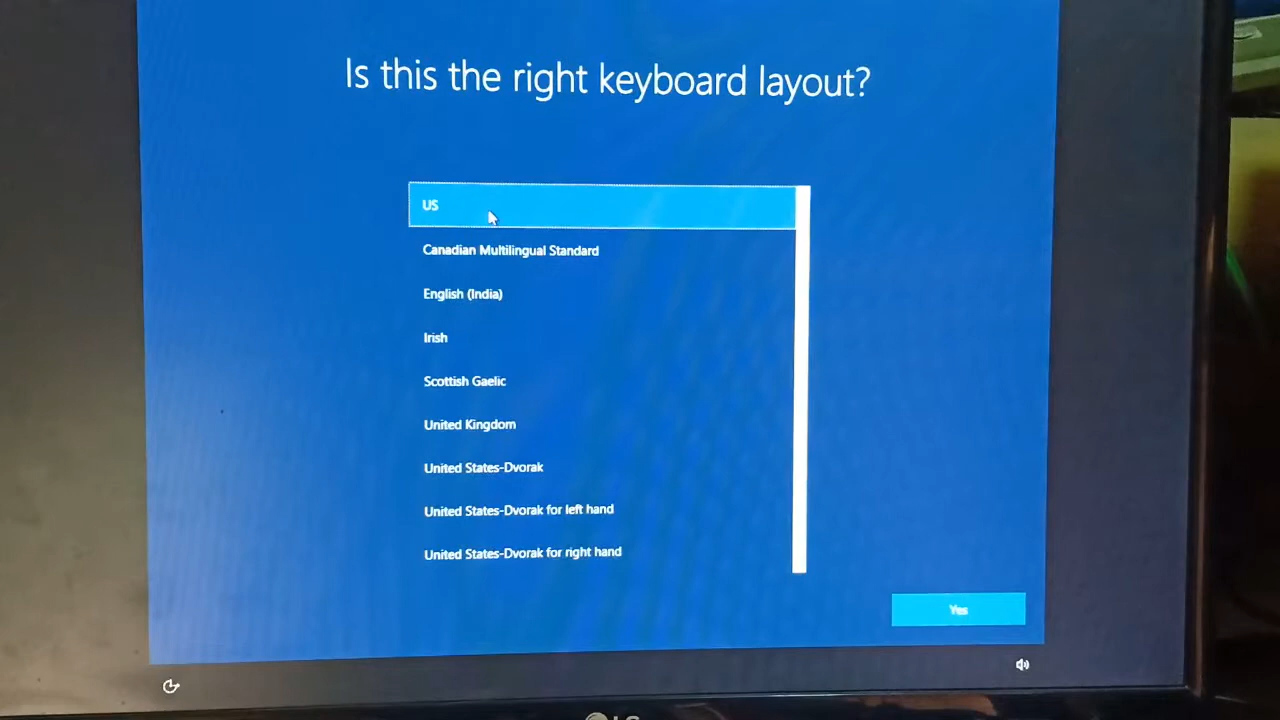 Is this the right keyboard layout?
US
Canadian Multilingual Standard
English (India)
Irish
Scottish Gaelic
United Kingdom
United States-Dvorak
United States-Dvorak for left hand
United States-Dvorak for right hand
Yes
LG